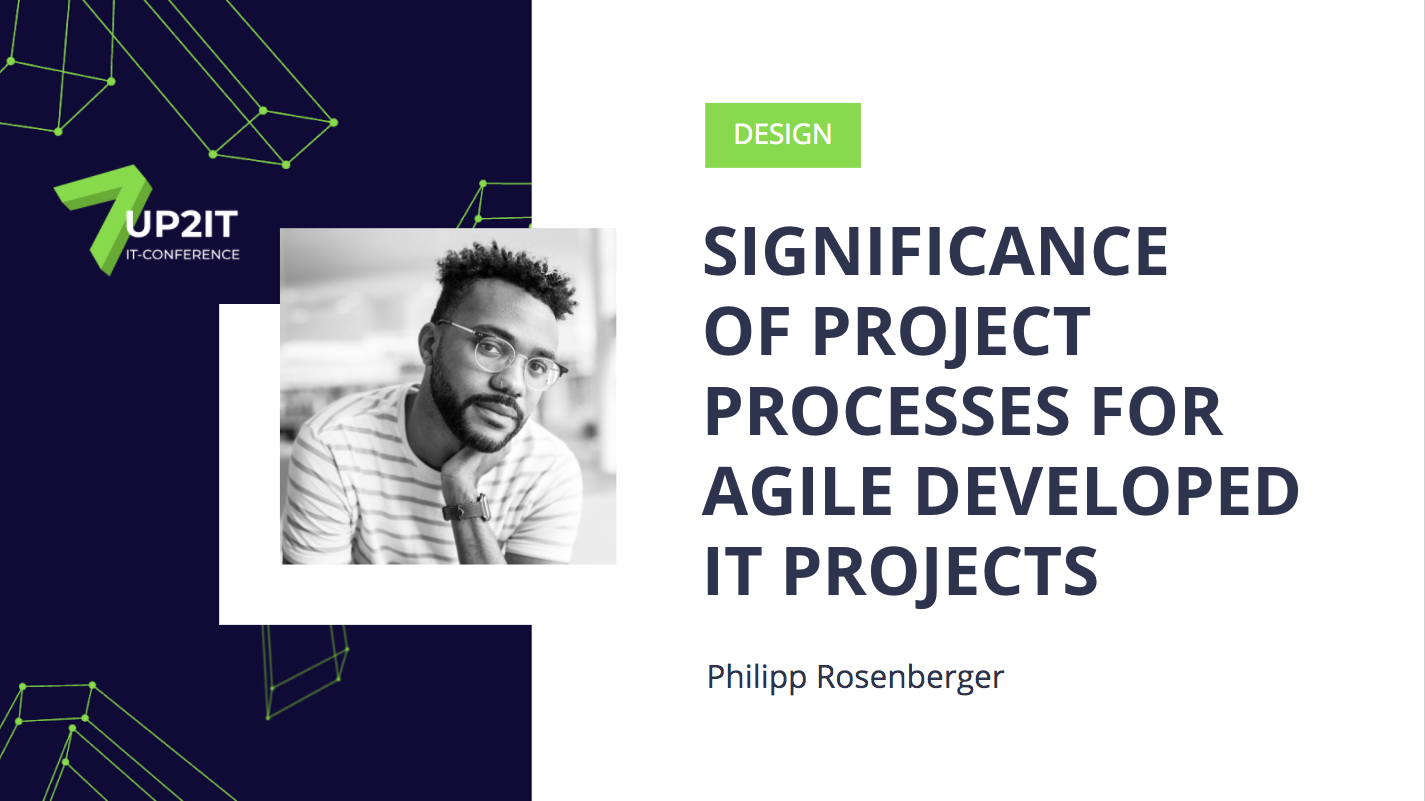 UP2IT
IT-CONFERENCE
DESIGN
SIGNIFICANCE
OF PROJECT
PROCESSES FOR
AGILE DEVELOPED
IT PROJECTS
Philipp Rosenberger